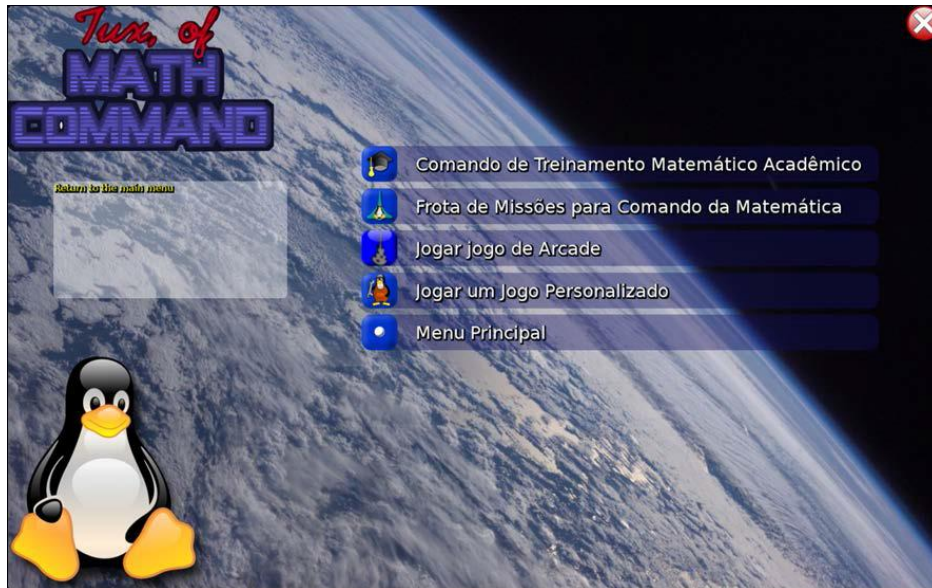 Tux, of
MATH
COMMAND
Return to the main menu
Comando de Treinamento Matemático Acadêmico
Frota de Missões para Comando da Matemática
Jogar jogo de Arcade
Jogar um Jogo Personalizado
Menu Principal